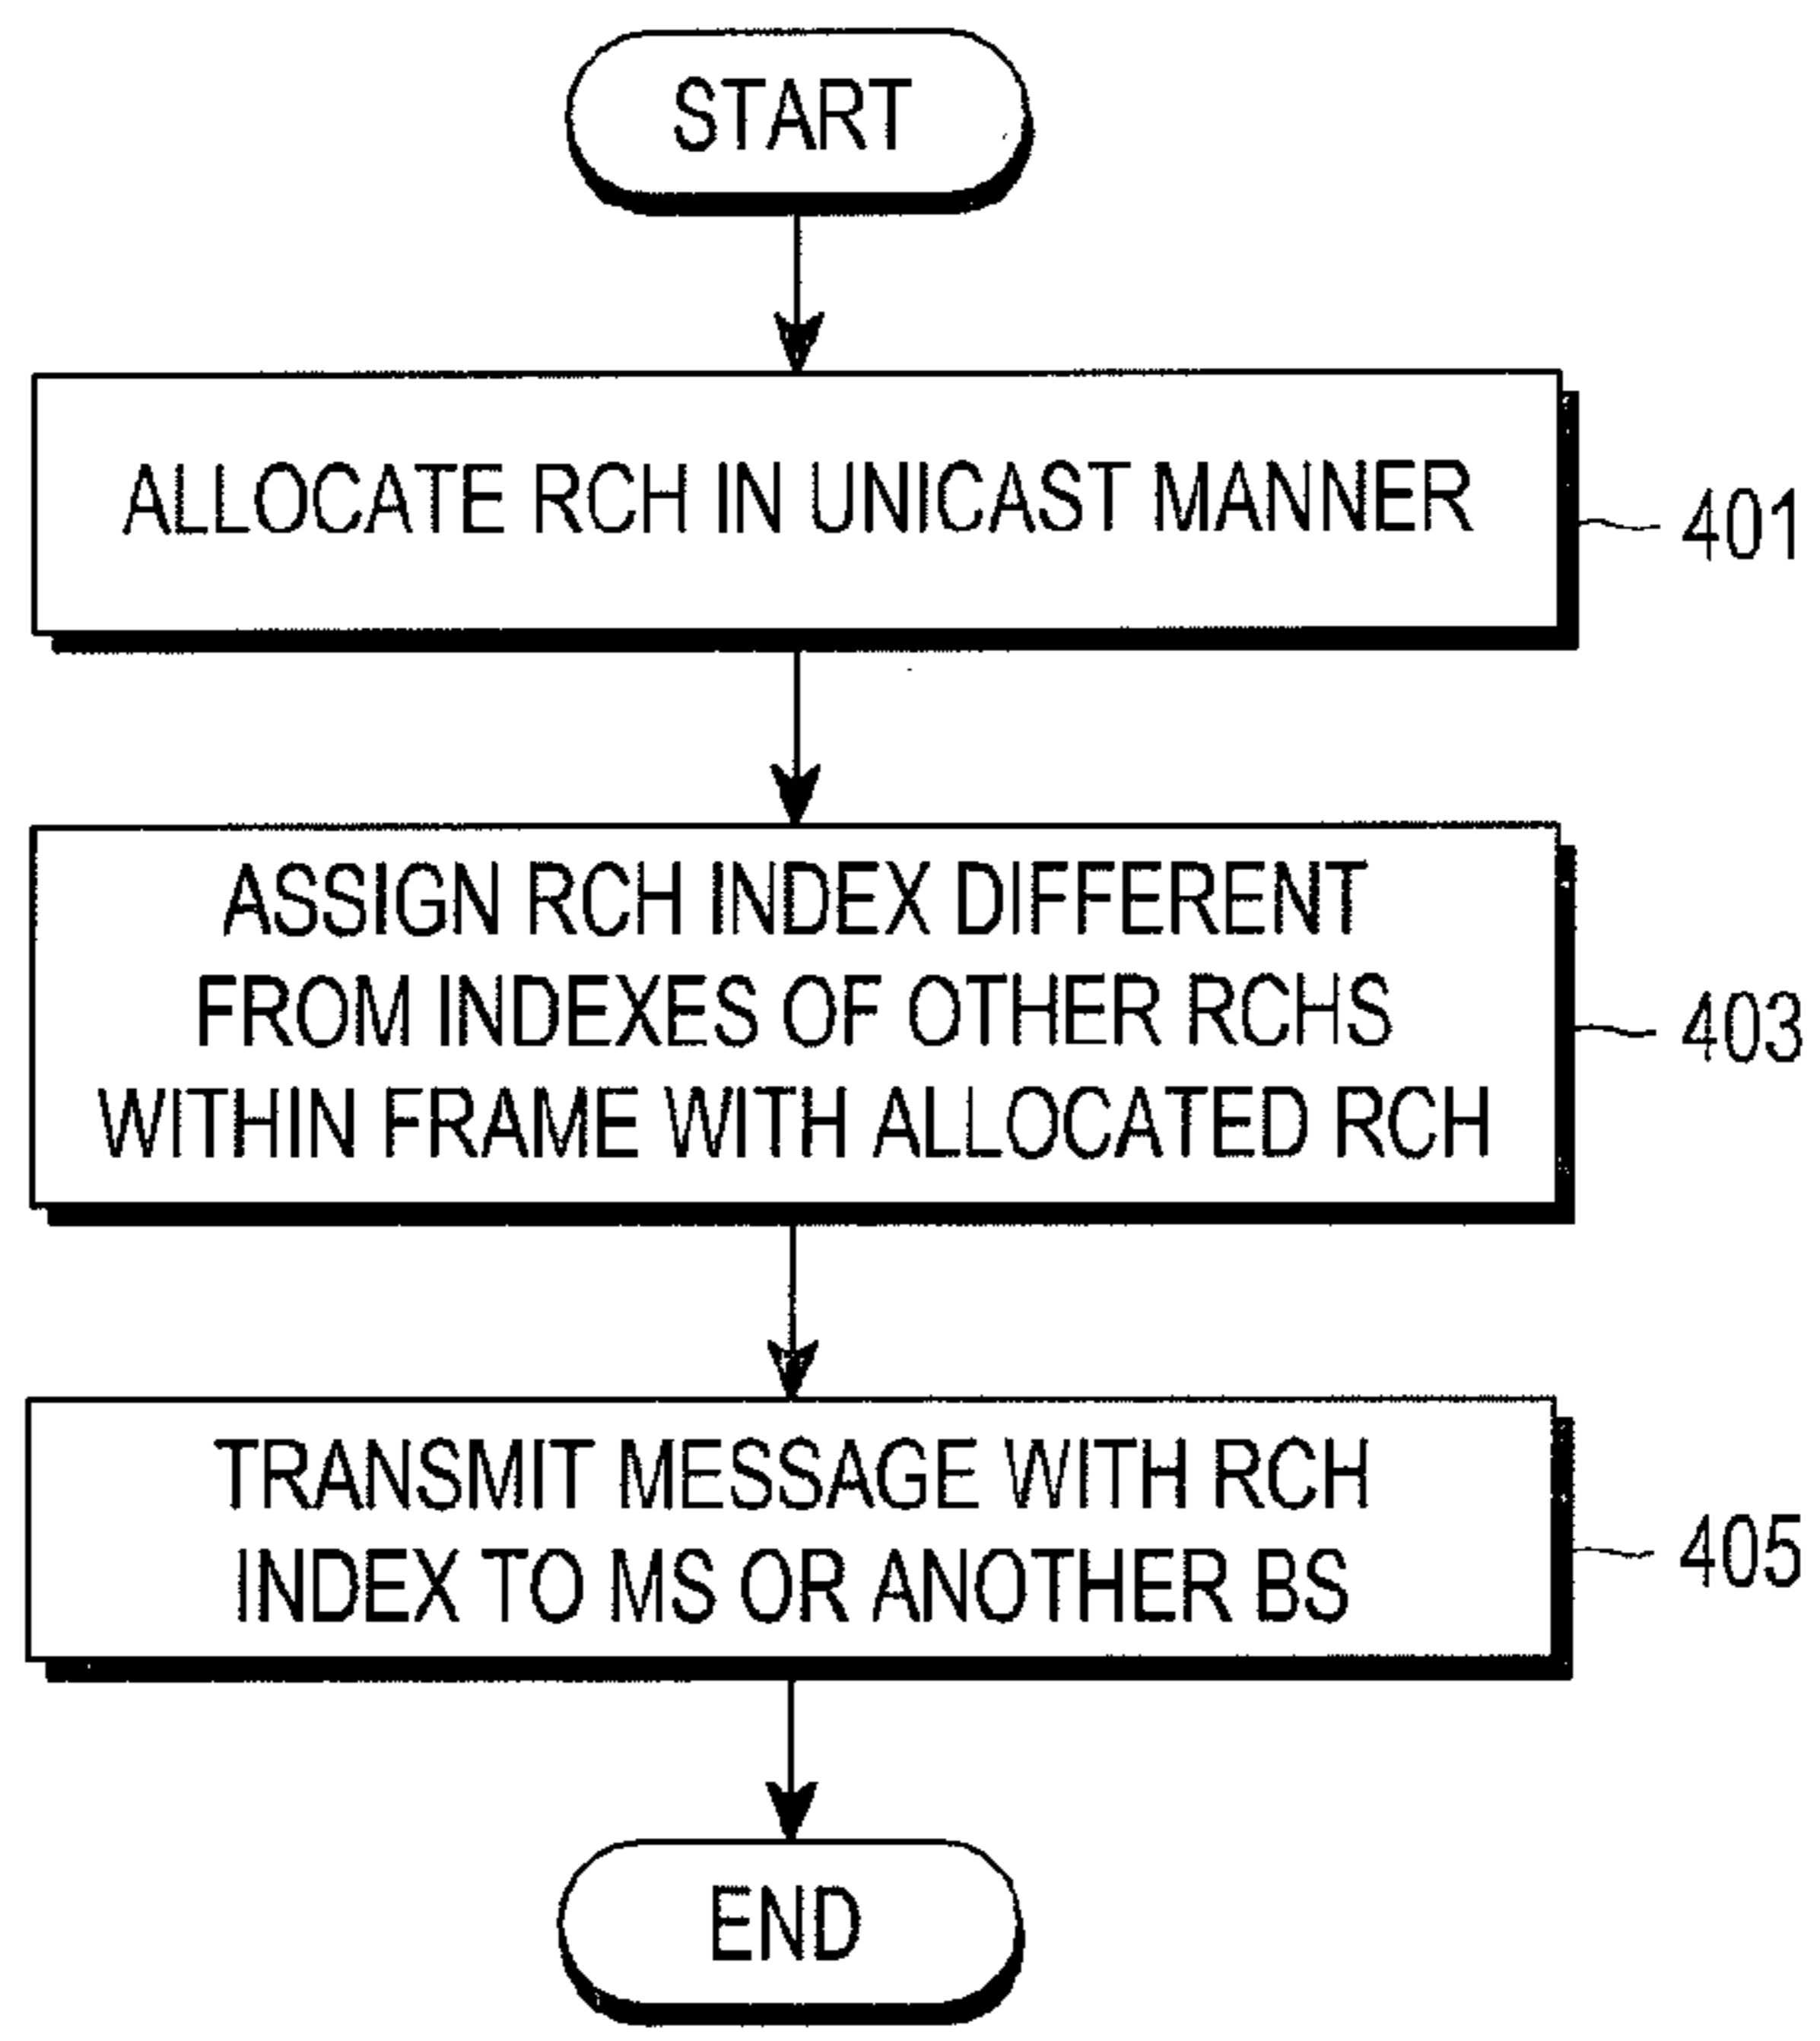 START
ALLOCATE RCH IN UNICAST MANNER
401
ASSIGN RCH INDEX DIFFERENT
FROM INDEXES OF OTHER RCHS
WITHIN FRAME WITH ALLOCATED RCH
403
TRANSMIT MESSAGE WITH RCH
INDEX TO MS OR ANOTHER BS
405
END